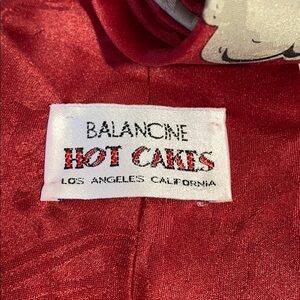 BALANCINE
HOT CAKES
LOS ANGELES CALIFORNIA